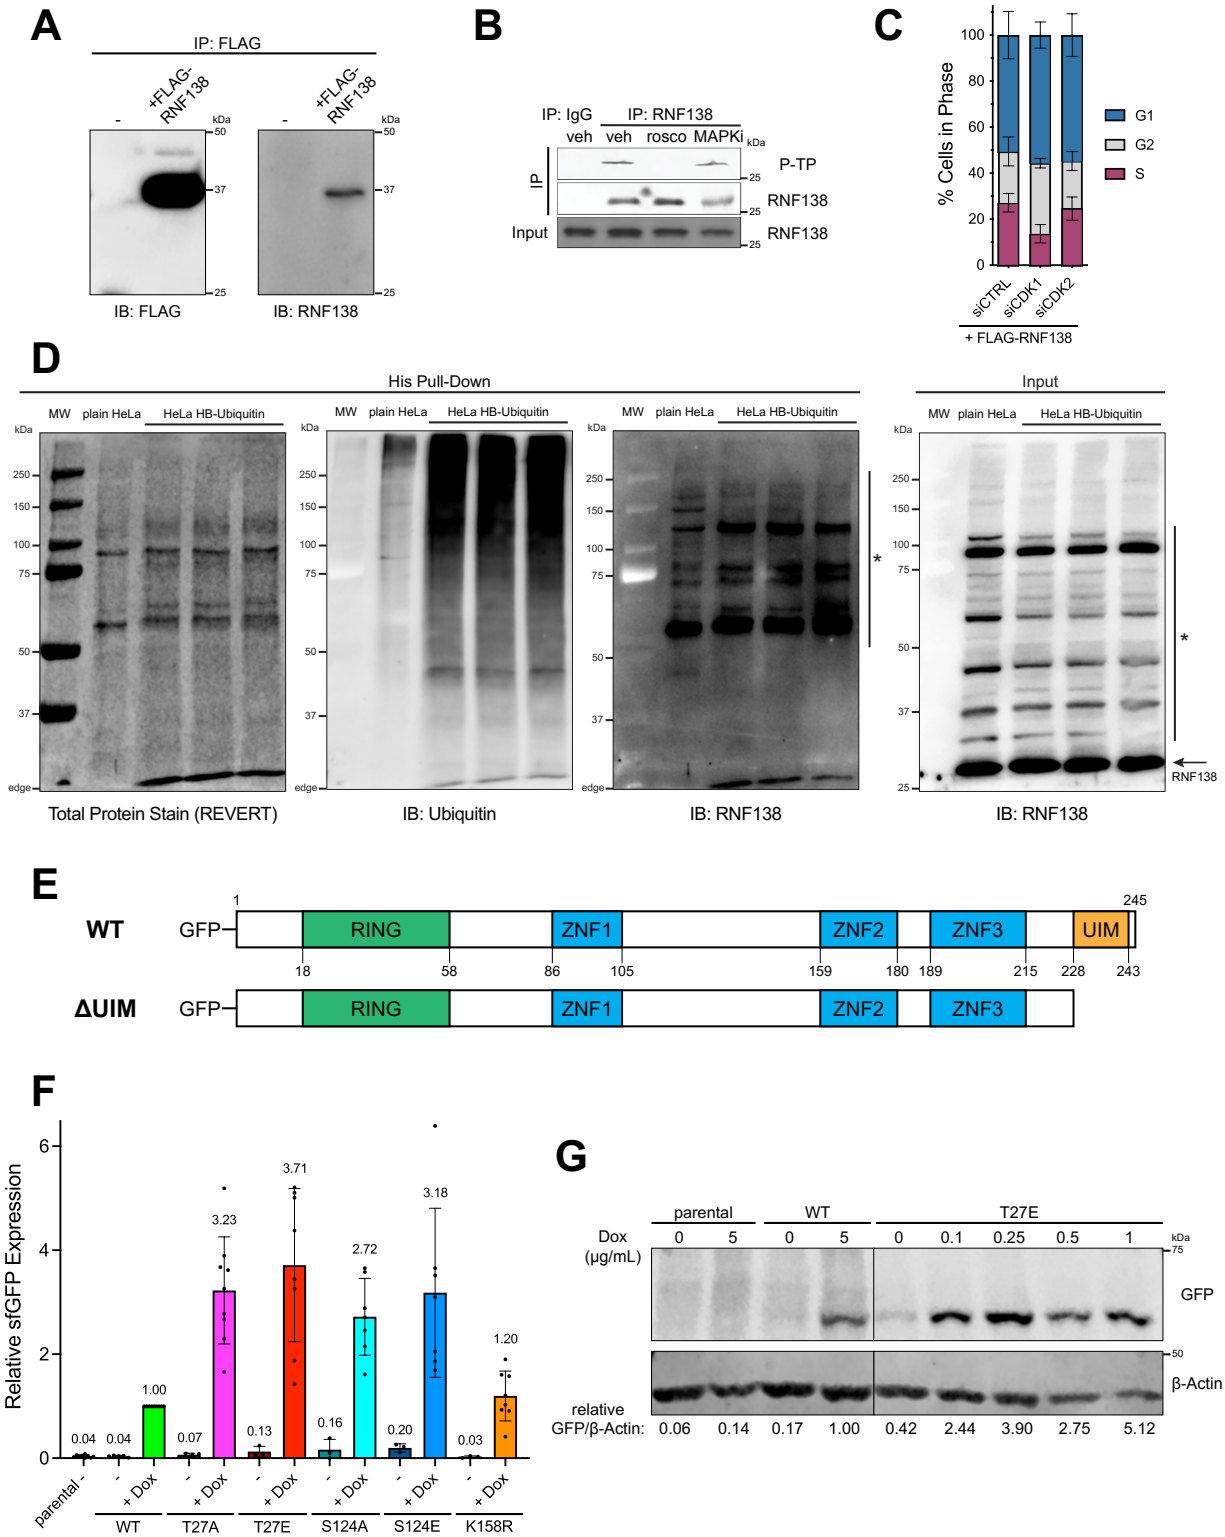 A
IP: FLAG
-
+FLAG-
RNF138
kDa
50
37
25
IB: FLAG
-
+FLAG-
RNF138
kDa
50
37
25
IB: RNF138
B
IP: IgG
IP: RNF138
veh
veh
rosco
MAPKi
kDa
IP
P-TP
25
RNF138
25
Input
RNF138
25
C
% Cells in Phase
100
80
60
40
20
0
G1
G2
S
siCTRL
siCDK1
siCDK2
+ FLAG-RNF138
D
His Pull-Down
Input
MW
plain HeLa
HeLa HB-Ubiquitin
kDa
250
150
100
75
50
37
edge
Total Protein Stain (REVERT)
MW
plain HeLa
HeLa HB-Ubiquitin
kDa
250
150
100
75
50
37
edge
IB: Ubiquitin
MW
plain HeLa
HeLa HB-Ubiquitin
kDa
250
150
100
75
50
37
edge
*
IB: RNF138
MW
plain HeLa
HeLa HB-Ubiquitin
kDa
250
150
100
75
50
37
25
*
RNF138
IB: RNF138
E
1
245
WT
GFP
RING
ZNF1
ZNF2
ZNF3
UIM
18
58
86
105
159
180
189
215
228
243
ΔUIM
GFP
RING
ZNF1
ZNF2
ZNF3
F
Relative sfGFP Expression
6
4
2
0
0.04
0.04
1.00
0.07
3.23
0.13
3.71
0.16
2.72
0.20
3.18
0.03
1.20
parental -
-
+ Dox
-
+ Dox
-
+ Dox
-
+ Dox
-
+ Dox
-
+ Dox
WT
T27A
T27E
S124A
S124E
K158R
G
parental
WT
T27E
Dox
(µg/mL)
0
5
0
5
0
0.1
0.25
0.5
1
kDa
75
GFP
50
β-Actin
relative
GFP/β-Actin:
0.06
0.14
0.17
1.00
0.42
2.44
3.90
2.75
5.12